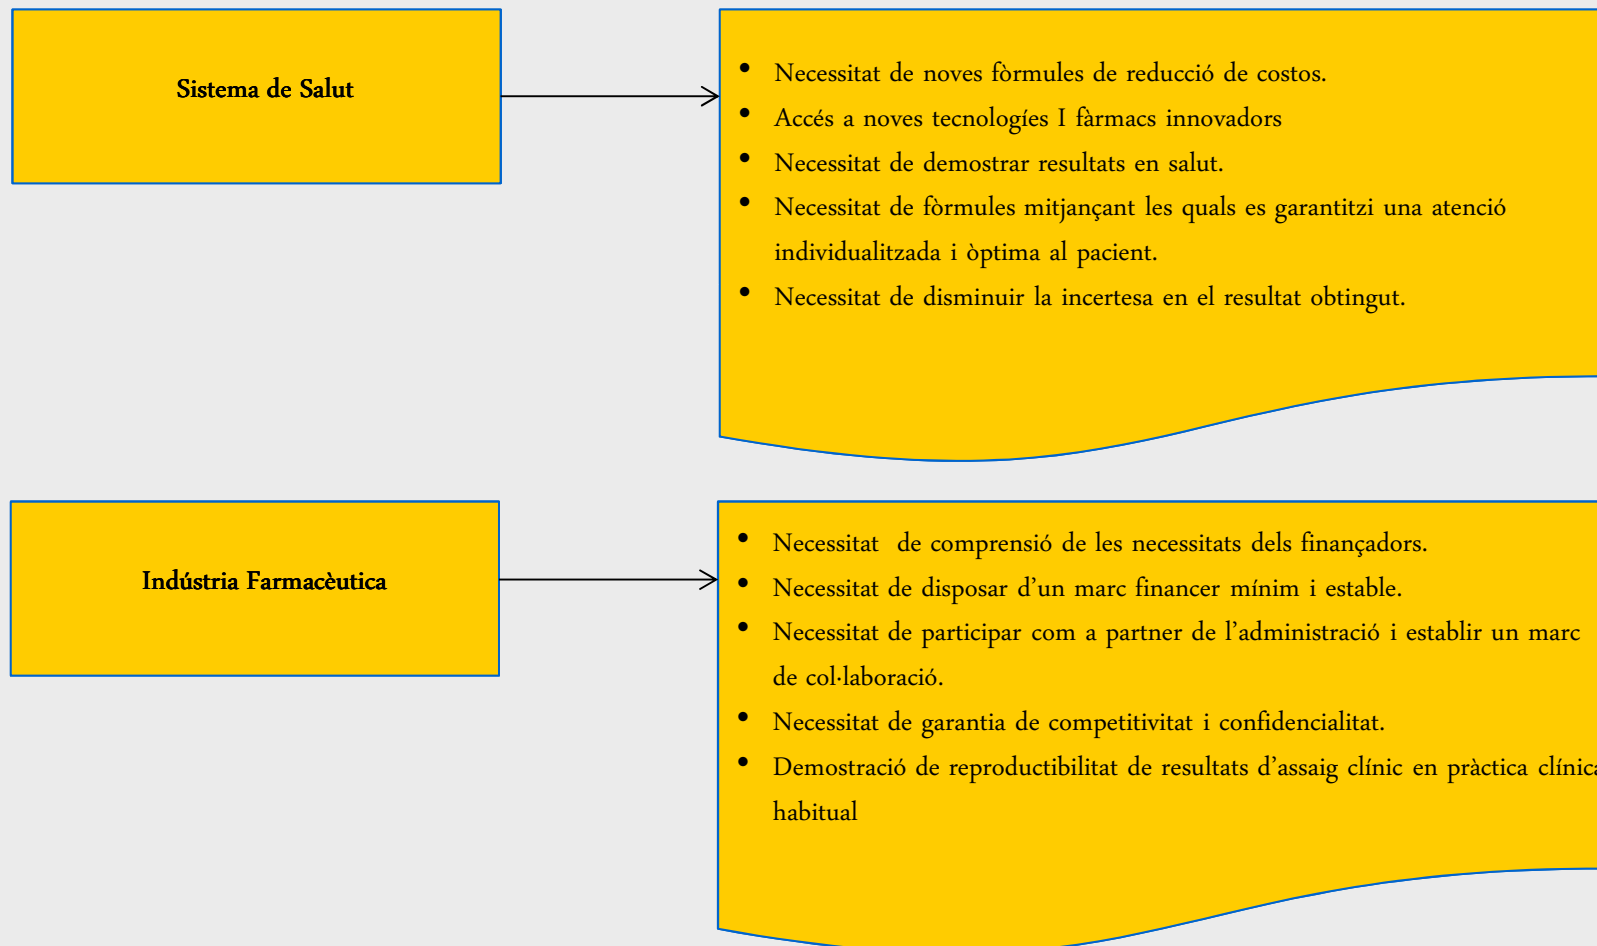 Sistema de Salut
• Necessitat de noves fòrmules de reducció de costos.
• Accés a noves tecnologíes I fàrmacs innovadors
• Necessitat de demostrar resultats en salut.
• Necessitat de fòrmules mitjançant les quals es garantitzi una atenció
individualitzada i òptima al pacient.
• Necessitat de disminuir la incertesa en el resultat obtingut.
Indústria Farmacèutica
• Necessitat de comprensió de les necessitats dels finançadors.
• Necessitat de disposar d'un marc financer mínim i estable.
• Necessitat de participar com a partner de l'administració i establir un marc
de col·laboració.
• Necessitat de garantia de competitivitat i confidencialitat.
• Demostració de reproductibilitat de resultats d'assaig clínic en pràctica clínica
habitual